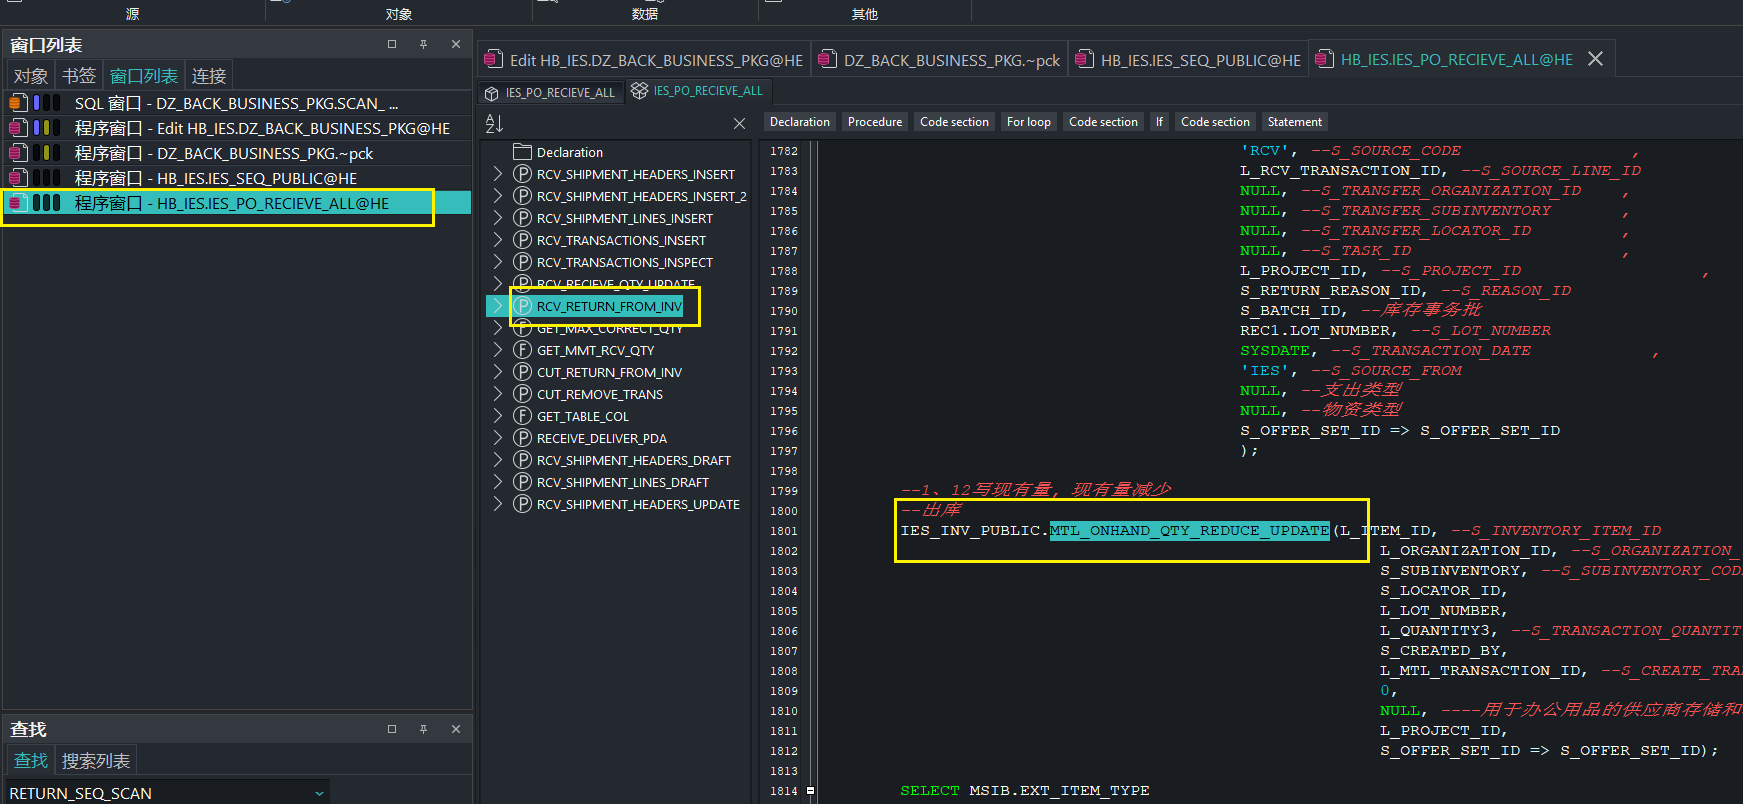 源
对象
数据
其他
窗口列表
对象 书签 窗口列表 连接
SQL 窗口 - DZ_BACK_BUSINESS_PKG.SCAN_ ...
程序窗口 - Edit HB_IES.DZ_BACK_BUSINESS_PKG@HE
程序窗口 - DZ_BACK_BUSINESS_PKG.~pck
程序窗口 - HB_IES.IES_SEQ_PUBLIC@HE
程序窗口 - HB_IES.IES_PO_RECIEVE_ALL@HE
查找
查找 搜索列表
RETURN_SEQ_SCAN
Edit HB_IES.DZ_BACK_BUSINESS_PKG@HE
DZ_BACK_BUSINESS_PKG.~pck
HB_IES.IES_SEQ_PUBLIC@HE
HB_IES.IES_PO_RECIEVE_ALL@HE
IES_PO_RECIEVE_ALL
IES_PO_RECIEVE_ALL
Declaration Procedure Code section For loop Code section If Code section Statement
Declaration
RCV_SHIPMENT_HEADERS_INSERT
RCV_SHIPMENT_HEADERS_INSERT_2
RCV_SHIPMENT_LINES_INSERT
RCV_TRANSACTIONS_INSERT
RCV_TRANSACTIONS_INSPECT
RCV_RECIEVE_QTY_UPDATE
RCV_RETURN_FROM_INV
GET_MAX_CORRECT_QTY
GET_MMT_RCV_QTY
CUT_RETURN_FROM_INV
CUT_REMOVE_TRANS
GET_TABLE_COL
RECEIVE_DELIVER_PDA
RCV_SHIPMENT_HEADERS_DRAFT
RCV_SHIPMENT_LINES_DRAFT
RCV_SHIPMENT_HEADERS_UPDATE
1782 'RCV', --S_SOURCE_CODE ,
1783 L_RCV_TRANSACTION_ID, --S_SOURCE_LINE_ID
1784 NULL, --S_TRANSFER_ORGANIZATION_ID ,
1785 NULL, --S_TRANSFER_SUBINVENTORY ,
1786 NULL, --S_TRANSFER_LOCATOR_ID ,
1787 NULL, --S_TASK_ID ,
1788 L_PROJECT_ID, --S_PROJECT_ID ,
1789 S_RETURN_REASON_ID, --S_REASON_ID
1790 S_BATCH_ID, --库存事务批
1791 REC1.LOT_NUMBER, --S_LOT_NUMBER
1792 SYSDATE, --S_TRANSACTION_DATE ,
1793 'IES', --S_SOURCE_FROM
1794 NULL, --支出类型
1795 NULL, --物资类型
1796 S_OFFER_SET_ID => S_OFFER_SET_ID
1797 );
1798
1799 --1、12写现有量，现有量减少
1800 --出库
1801 IES_INV_PUBLIC.MTL_ONHAND_QTY_REDUCE_UPDATE(L_ITEM_ID, --S_INVENTORY_ITEM_ID
1802 L_ORGANIZATION_ID, --S_ORGANIZATION_
1803 S_SUBINVENTORY, --S_SUBINVENTORY_COD
1804 S_LOCATOR_ID,
1805 L_LOT_NUMBER,
1806 L_QUANTITY3, --S_TRANSACTION_QUANTIT
1807 S_CREATED_BY,
1808 L_MTL_TRANSACTION_ID, --S_CREATE_TRA
1809 0,
1810 NULL, ----用于办公用品的供应商存储和
1811 L_PROJECT_ID,
1812 S_OFFER_SET_ID => S_OFFER_SET_ID);
1813
1814 SELECT MSIB.EXT_ITEM_TYPE